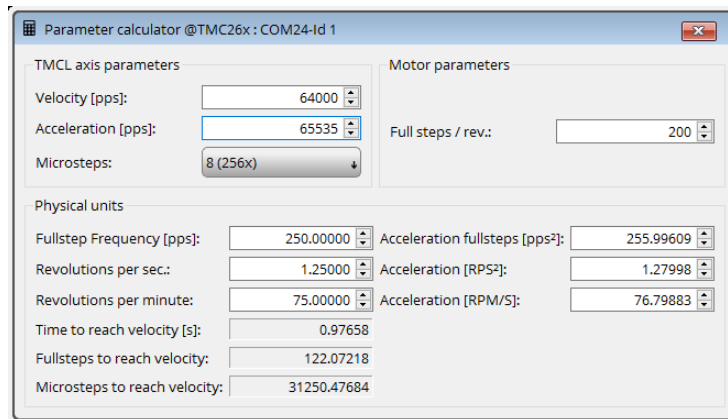 Parameter calculator @TMC26x : COM24-Id 1
TMCL axis parameters
Velocity [pps]: 64000
Acceleration [pps]: 65535
Microsteps: 8 (256x)
Motor parameters
Full steps / rev.: 200
Physical units
Fullstep Frequency [pps]: 250.00000 Acceleration fullsteps [pps²]: 255.99609
Revolutions per sec.: 1.25000 Acceleration [RPS²]: 1.27998
Revolutions per minute: 75.00000 Acceleration [RPM/S]: 76.79883
Time to reach velocity [s]: 0.97658
Fullsteps to reach velocity: 122.07218
Microsteps to reach velocity: 31250.47684